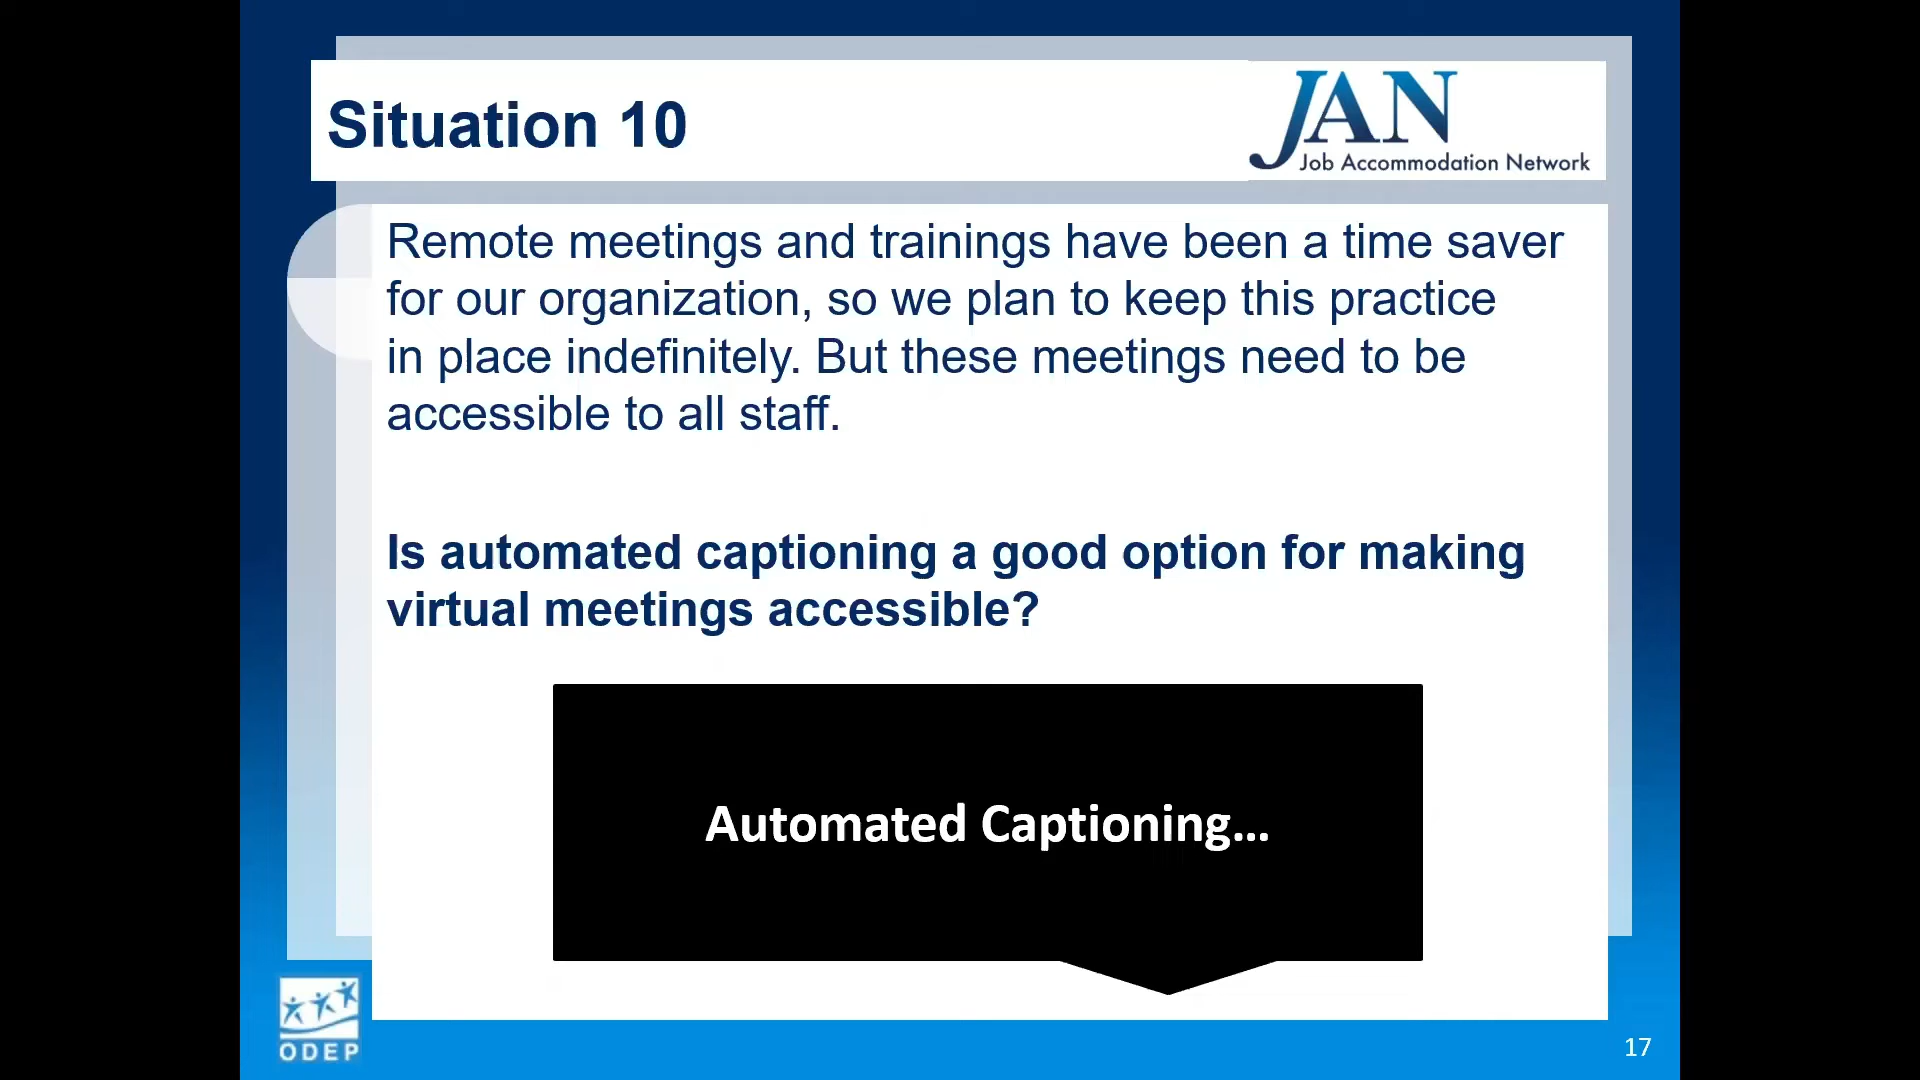 Situation 10
JAN
Job Accommodation Network
Remote meetings and trainings have been a time saver
for our organization, so we plan to keep this practice
in place indefinitely. But these meetings need to be
accessible to all staff.
Is automated captioning a good option for making
virtual meetings accessible?
Automated Captioning…
ODEP
17